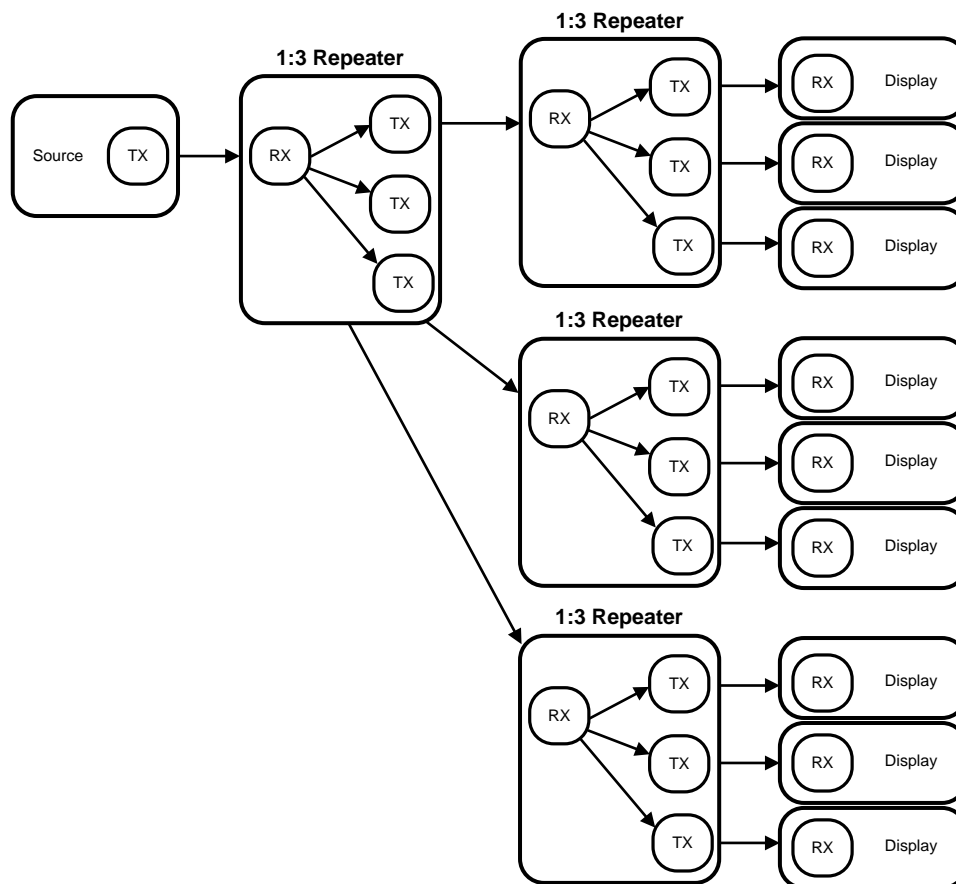 1:3 Repeater
1:3 Repeater
Source
TX
RX
TX
TX
TX
RX
TX
TX
TX
RX
Display
RX
Display
RX
Display
1:3 Repeater
RX
TX
TX
TX
RX
Display
RX
Display
RX
Display
1:3 Repeater
RX
TX
TX
TX
RX
Display
RX
Display
RX
Display